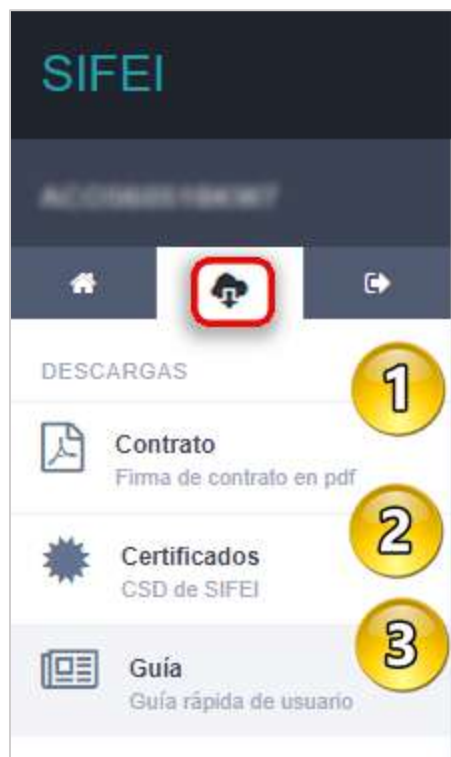 SIFEI
DESCARGAS
1
Contrato
Firma de contrato en pdf
2
Certificados
CSD de SIFEI
3
Guía
Guía rápida de usuario